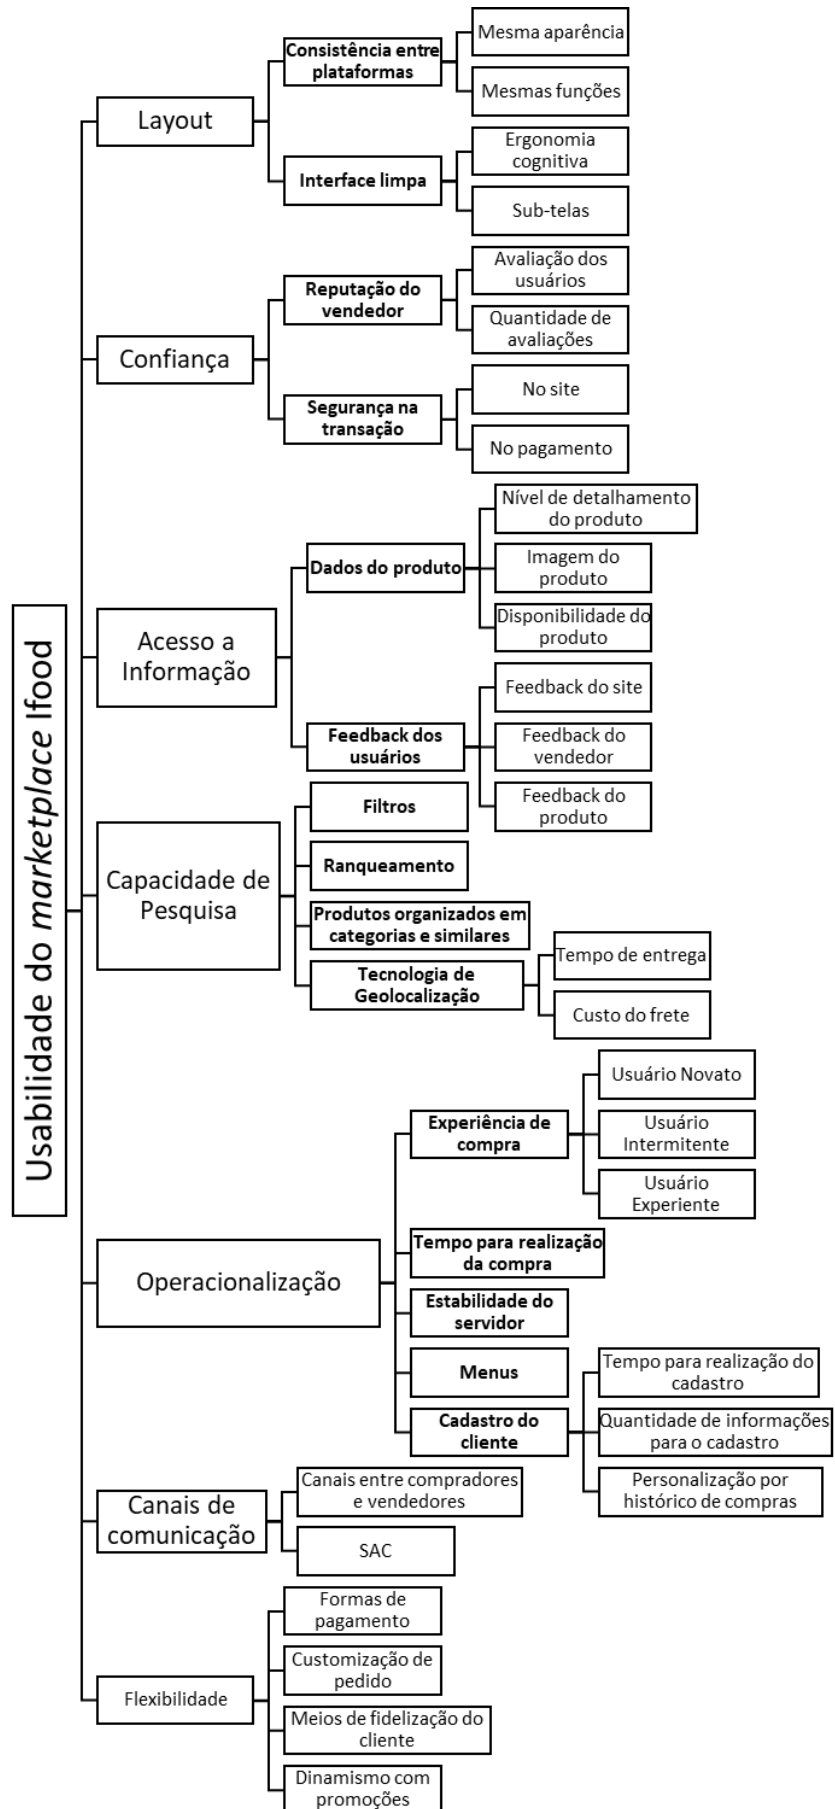 Usabilidade do marketplace Ifood
Layout
Consistência entre
plataformas
Mesma aparência
Mesmas funções
Interface limpa
Ergonomia
cognitiva
Sub-telas
Confiança
Reputação do
vendedor
Avaliação dos
usuários
Quantidade de
avaliações
Segurança na
transação
No site
No pagamento
Acesso a
Informação
Dados do produto
Nível de detalhamento
do produto
Imagem do
produto
Disponibilidade do
produto
Feedback dos
usuários
Feedback do site
Feedback do
vendedor
Feedback do
produto
Capacidade de
Pesquisa
Filtros
Ranqueamento
Produtos organizados em
categorias e similares
Tecnologia de
Geolocalização
Tempo de entrega
Custo do frete
Operacionalização
Experiência de
compra
Usuário Novato
Usuário
Intermitente
Usuário
Experiente
Tempo para realização
da compra
Estabilidade do
servidor
Menus
Cadastro do
cliente
Tempo para realização do
cadastro
Quantidade de informações
para o cadastro
Personalização por
histórico de compras
Canais de
comunicação
Canais entre compradores
e vendedores
SAC
Flexibilidade
Formas de
pagamento
Customização de
pedido
Meios de fidelização do
cliente
Dinamismo com
promoções